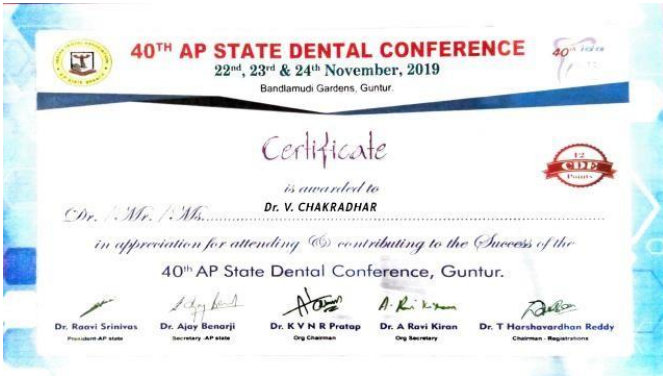 40TH AP STATE DENTAL CONFERENCE
22nd, 23rd & 24th November, 2019
Bandlamudi Gardens, Guntur.
40th ida
Certificate
12
CDE
Points
is awarded to
Dr. / Mr. / Ms. Dr. V. CHAKRADHAR
in appreciation for attending & contributing to the Success of the
40th AP State Dental Conference, Guntur.
Dr. Raavi Srinivas Dr. Ajay Benarji Dr. K V N R Pratap Dr. A Ravi Kiran Dr. T Harshavardhan Reddy
President-AP state Secretary -AP state Org Chairman Org Secretary Chairman - Registrations